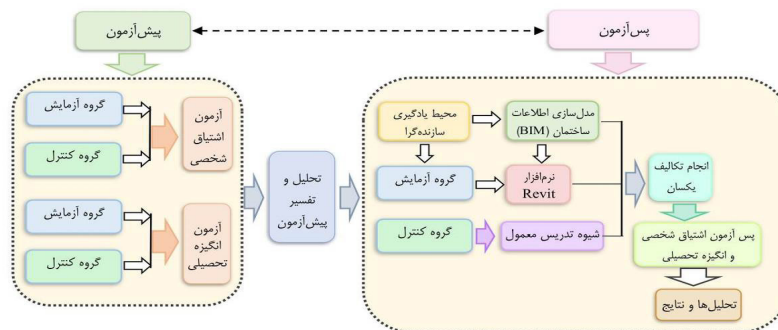 پیش‌آزمون
پس‌آزمون
گروه آزمایش
گروه کنترل
آزمون
اشتیاق
شخصی
گروه آزمایش
گروه کنترل
آزمون
انگیزه
تحصیلی
تحلیل و
تفسیر
پیش‌آزمون
محیط یادگیری
سازنده‌گرا
مدل‌سازی اطلاعات
ساختمان (BIM)
گروه آزمایش
نرم‌افزار
Revit
گروه کنترل
شیوه تدریس معمول
انجام تکالیف
یکسان
پس آزمون اشتیاق شخصی
و انگیزه تحصیلی
تحلیل‌ها و نتایج